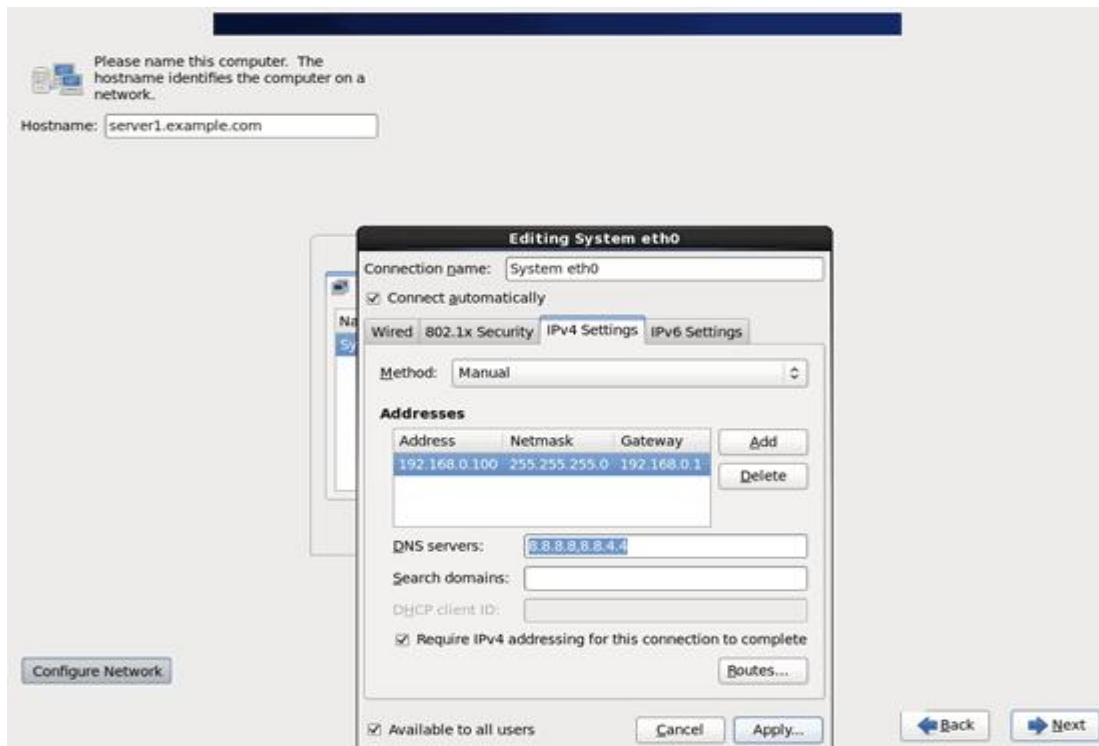 Please name this computer. The
hostname identifies the computer on a
network.
Hostname: server1.example.com
Editing System eth0
Connection name: System eth0
Connect automatically
Na
Sy
Wired 802.1x Security IPv4 Settings IPv6 Settings
Method: Manual
Addresses
Address Netmask Gateway Add
192.168.0.100 255.255.255.0 192.168.0.1
Delete
DNS servers: 8.8.8.8,8.8.4.4
Search domains:
DHCP client ID:
Require IPv4 addressing for this connection to complete
Configure Network
Routes...
Available to all users Cancel Apply... Back Next